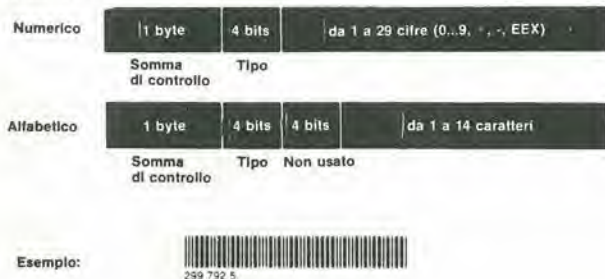 Numerico 1 byte 4 bits da 1 a 29 cifre (0...9, ·, -, EEX)
Somma di controllo Tipo
Alfabetico 1 byte 4 bits 4 bits da 1 a 14 caratteri
Somma di controllo Tipo Non usato
Esempio:
299 792 5